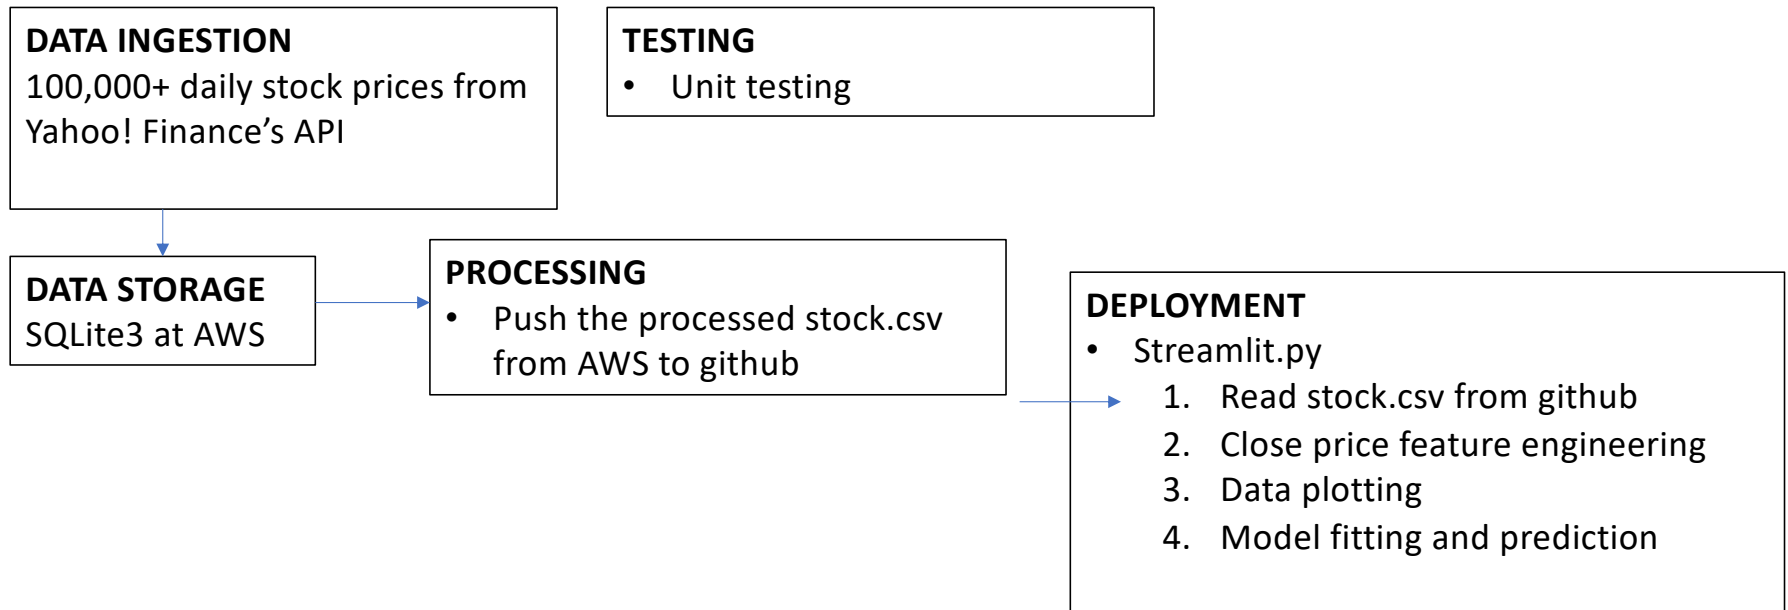 DATA INGESTION
100,000+ daily stock prices from
Yahoo! Finance’s API
TESTING
• Unit testing
DATA STORAGE
SQLite3 at AWS
PROCESSING
• Push the processed stock.csv
from AWS to github
DEPLOYMENT
• Streamlit.py
1. Read stock.csv from github
2. Close price feature engineering
3. Data plotting
4. Model fitting and prediction